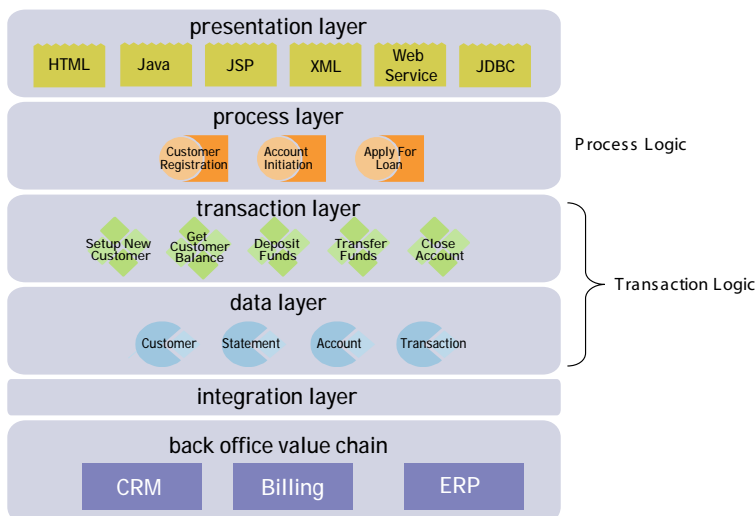 presentation layer
HTML
Java
JSP
XML
Web
Service
JDBC
process layer
Customer
Registration
Account
Initiation
Apply For
Loan
Process Logic
transaction layer
Setup New
Customer
Get
Customer
Balance
Deposit
Funds
Transfer
Funds
Close
Account
Transaction Logic
data layer
Customer
Statement
Account
Transaction
integration layer
back office value chain
CRM
Billing
ERP